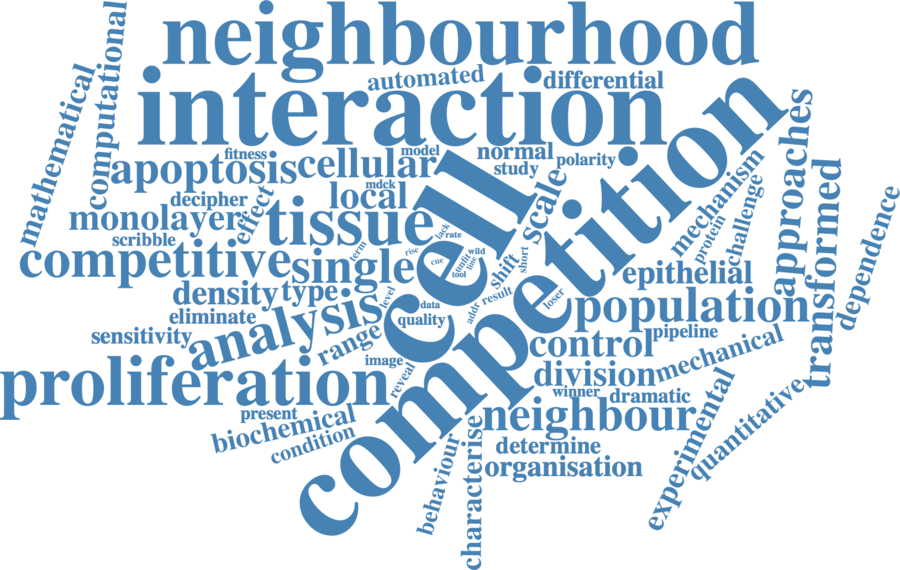 neighbourhood
computational
mathematical
automated
differential
interaction
fitness
model
normal
polarity
study
apoptosis
cellular
mdck
local
decipher
effect
monolayer
scribble
tissue
lack
rate
cell
scale
competition
mechanism
protein
challenge
approaches
transformed
dependence
competitive
single
term
rise
cue
unfit
wild
line
tool
short
shift
epithelial
density
type
level
data
quality
addr
result
loser
population
eliminate
sensitivity
analysis
range
image
reveal
control
pipeline
mechanical
division
proliferation
winner
dramatic
present
biochemical
condition
neighbour
experimental
quantitative
behaviour
characterise
determine
organisation